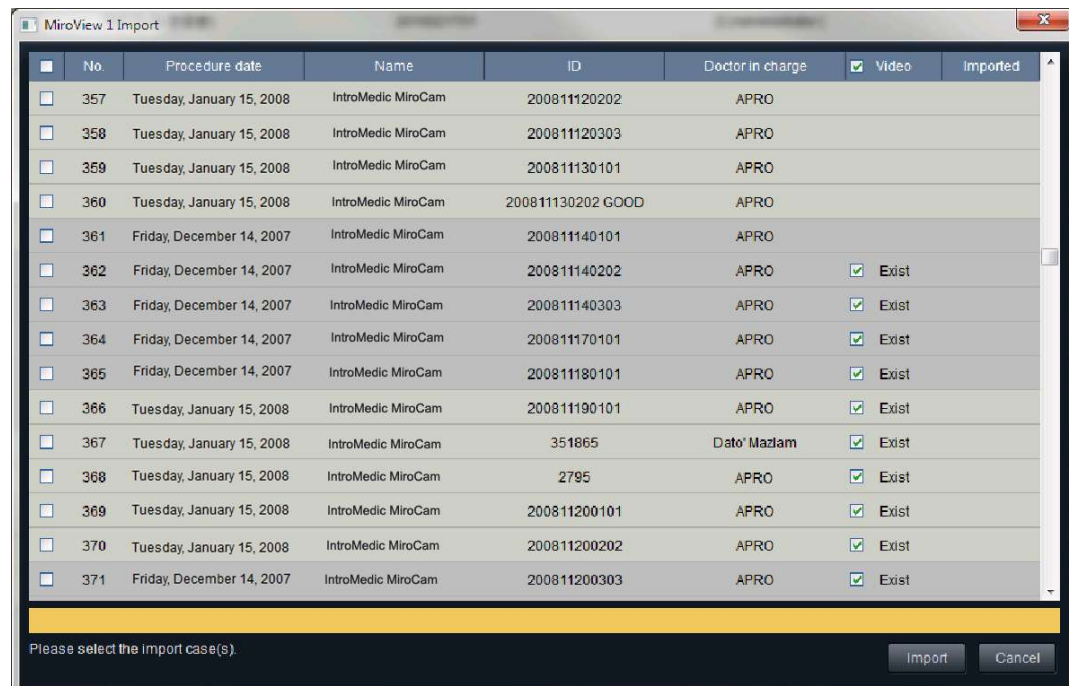 MiroView 1 Import
No. Procedure date Name ID Doctor in charge Video Imported
357 Tuesday, January 15, 2008 IntroMedic MiroCam 200811120202 APRO
358 Tuesday, January 15, 2008 IntroMedic MiroCam 200811120303 APRO
359 Tuesday, January 15, 2008 IntroMedic MiroCam 200811130101 APRO
360 Tuesday, January 15, 2008 IntroMedic MiroCam 200811130202 GOOD APRO
361 Friday, December 14, 2007 IntroMedic MiroCam 200811140101 APRO
362 Friday, December 14, 2007 IntroMedic MiroCam 200811140202 APRO Exist
363 Friday, December 14, 2007 IntroMedic MiroCam 200811140303 APRO Exist
364 Friday, December 14, 2007 IntroMedic MiroCam 200811170101 APRO Exist
365 Friday, December 14, 2007 IntroMedic MiroCam 200811180101 APRO Exist
366 Tuesday, January 15, 2008 IntroMedic MiroCam 200811190101 APRO Exist
367 Tuesday, January 15, 2008 IntroMedic MiroCam 351865 Dato' Mazlam Exist
368 Tuesday, January 15, 2008 IntroMedic MiroCam 2795 APRO Exist
369 Tuesday, January 15, 2008 IntroMedic MiroCam 200811200101 APRO Exist
370 Tuesday, January 15, 2008 IntroMedic MiroCam 200811200202 APRO Exist
371 Friday, December 14, 2007 IntroMedic MiroCam 200811200303 APRO Exist
Please select the import case(s).
Import Cancel